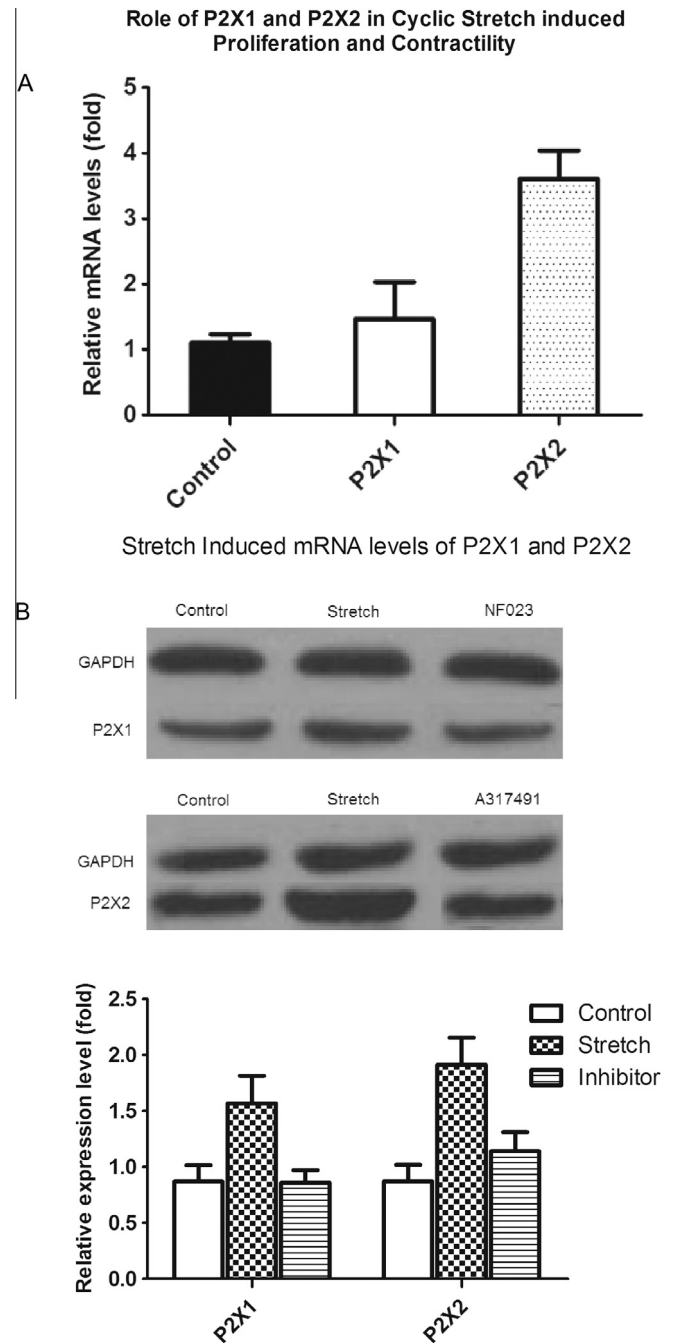 Role of P2X1 and P2X2 in Cyclic Stretch induced
Proliferation and Contractility
A
Relative mRNA levels (fold)
5
4
3
2
1
0
Control
P2X1
P2X2
Stretch Induced mRNA levels of P2X1 and P2X2
B
Control Stretch NF023
GAPDH
P2X1
Control Stretch A317491
GAPDH
P2X2
Relative expression level (fold)
2.5
2.0
1.5
1.0
0.5
0.0
Control
Stretch
Inhibitor
P2X1
P2X2